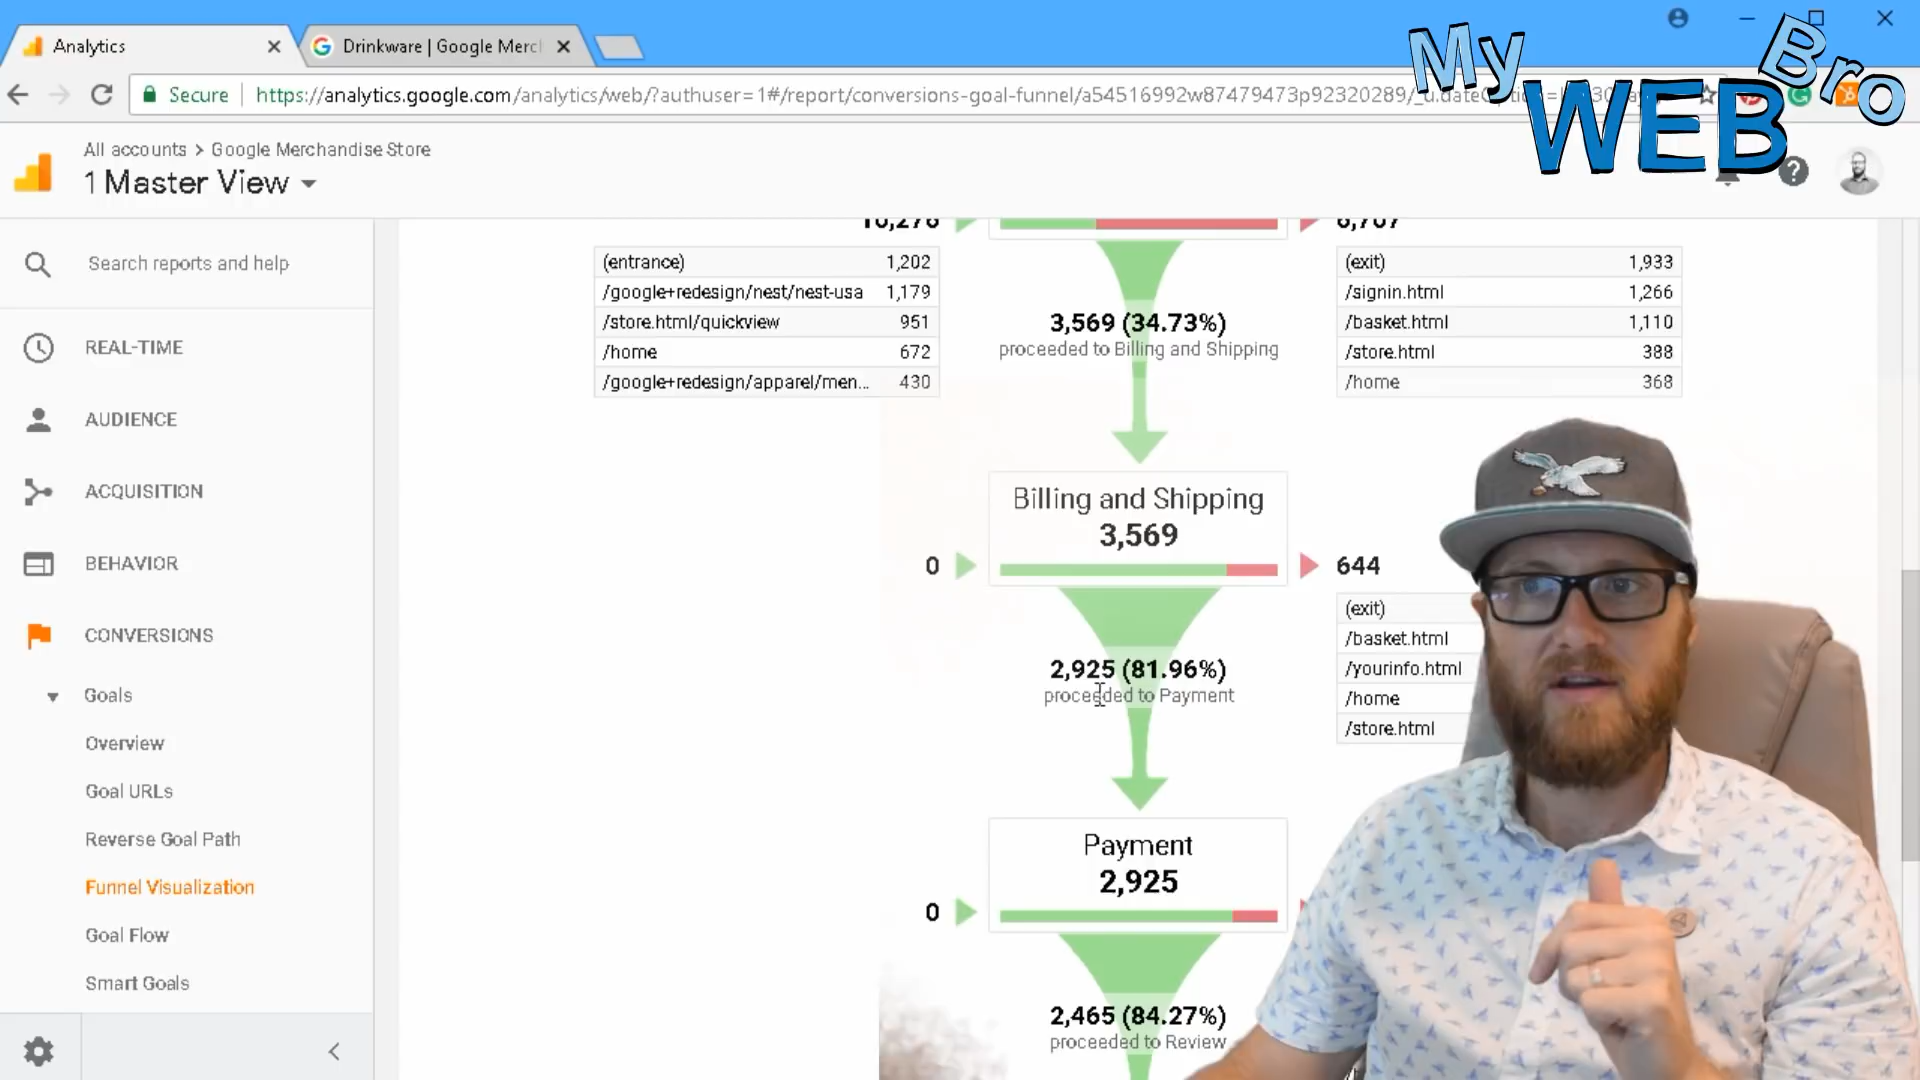 Analytics
Drinkware | Google Merc
Secure
https://analytics.google.com/analytics/web/?authuser=1#/report/conversions-goal-funnel/a54516992w87479473p92320289/_u.date
My
WEB
Bro
All accounts > Google Merchandise Store
1 Master View
Search reports and help
REAL-TIME
AUDIENCE
ACQUISITION
BEHAVIOR
CONVERSIONS
Goals
Overview
Goal URLs
Reverse Goal Path
Funnel Visualization
Goal Flow
Smart Goals
10,276
(entrance) 1,202
/google+redesign/nest/nest-usa 1,179
/store.html/quickview 951
/home 672
/google+redesign/apparel/men... 430
6,707
(exit) 1,933
/signin.html 1,266
/basket.html 1,110
/store.html 388
/home 368
3,569 (34.73%)
proceeded to Billing and Shipping
Billing and Shipping
3,569
0
644
(exit)
/basket.html
/yourinfo.html
/home
/store.html
2,925 (81.96%)
proceeded to Payment
Payment
2,925
0
2,465 (84.27%)
proceeded to Review